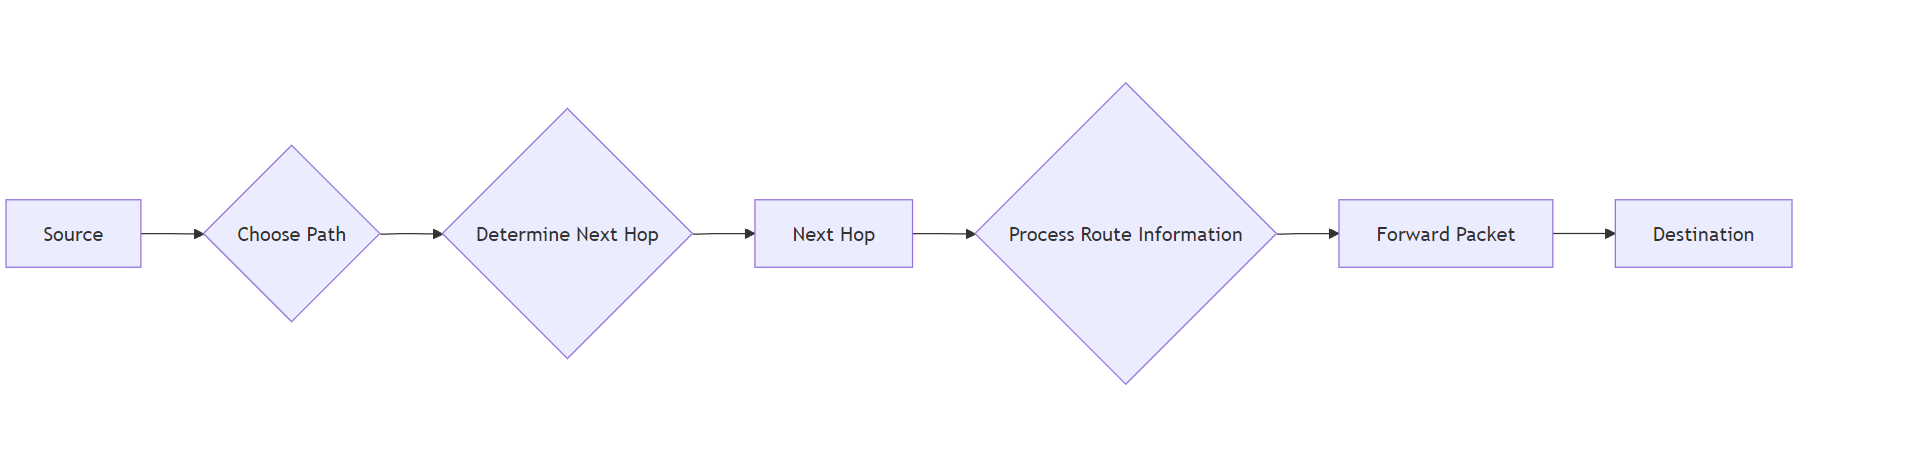 Source
Choose Path
Determine Next Hop
Next Hop
Process Route Information
Forward Packet
Destination